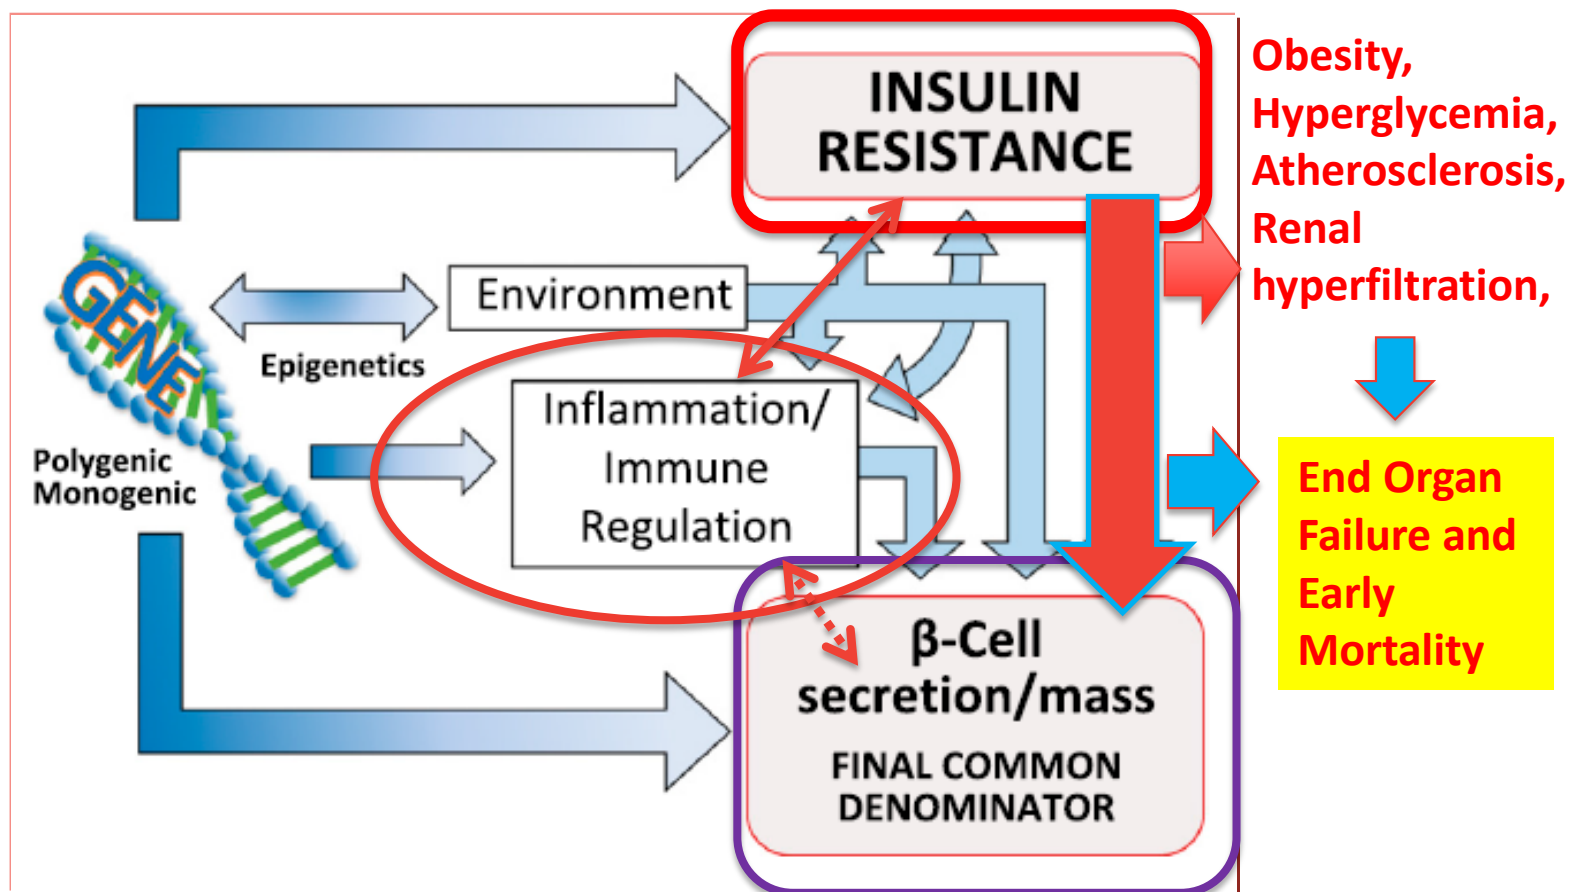 INSULIN
RESISTANCE
Obesity,
Hyperglycemia,
Atherosclerosis,
Renal
hyperfiltration,
GENE
Environment
Epigenetics
Inflammation/
Immune
Regulation
Polygenic
Monogenic
End Organ
Failure and
Early
Mortality
β-Cell
secretion/mass
FINAL COMMON
DENOMINATOR